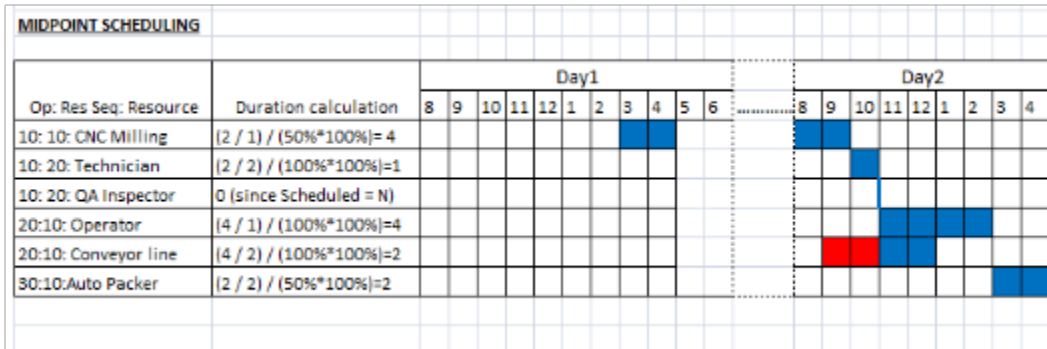 MIDPOINT SCHEDULING
Day1 Day2
Op: Res Seq: Resource Duration calculation 8 9 10 11 12 1 2 3 4 5 6 ............. 8 9 10 11 12 1 2 3 4
10: 10: CNC Milling (2 / 1) / (50%*100%)= 4
10: 20: Technician (2 / 2) / (100%*100%)=1
10: 20: QA Inspector 0 (since Scheduled = N)
20:10: Operator (4 / 1) / (100%*100%)=4
20:10: Conveyor line (4 / 2) / (100%*100%)=2
30:10:Auto Packer (2 / 2) / (50%*100%)=2